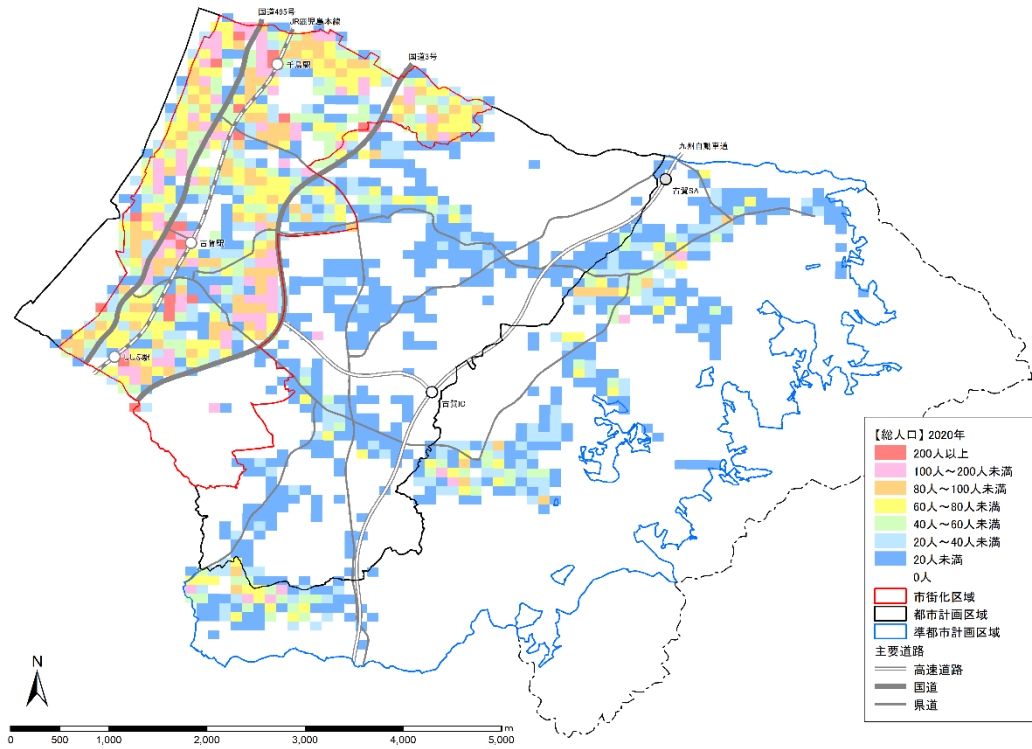 国道495号
JR鹿児島本線
千鳥駅
国道3号
九州自動車道
古賀SA
古賀駅
ししぶ駅
古賀IC
【総人口】2020年
200人以上
100人~200人未満
80人~100人未満
60人~80人未満
40人~60人未満
20人~40人未満
20人未満
0人
市街化区域
都市計画区域
準都市計画区域
主要道路
高速道路
国道
県道
N
0 500 1,000 2,000 3,000 4,000 5,000 m